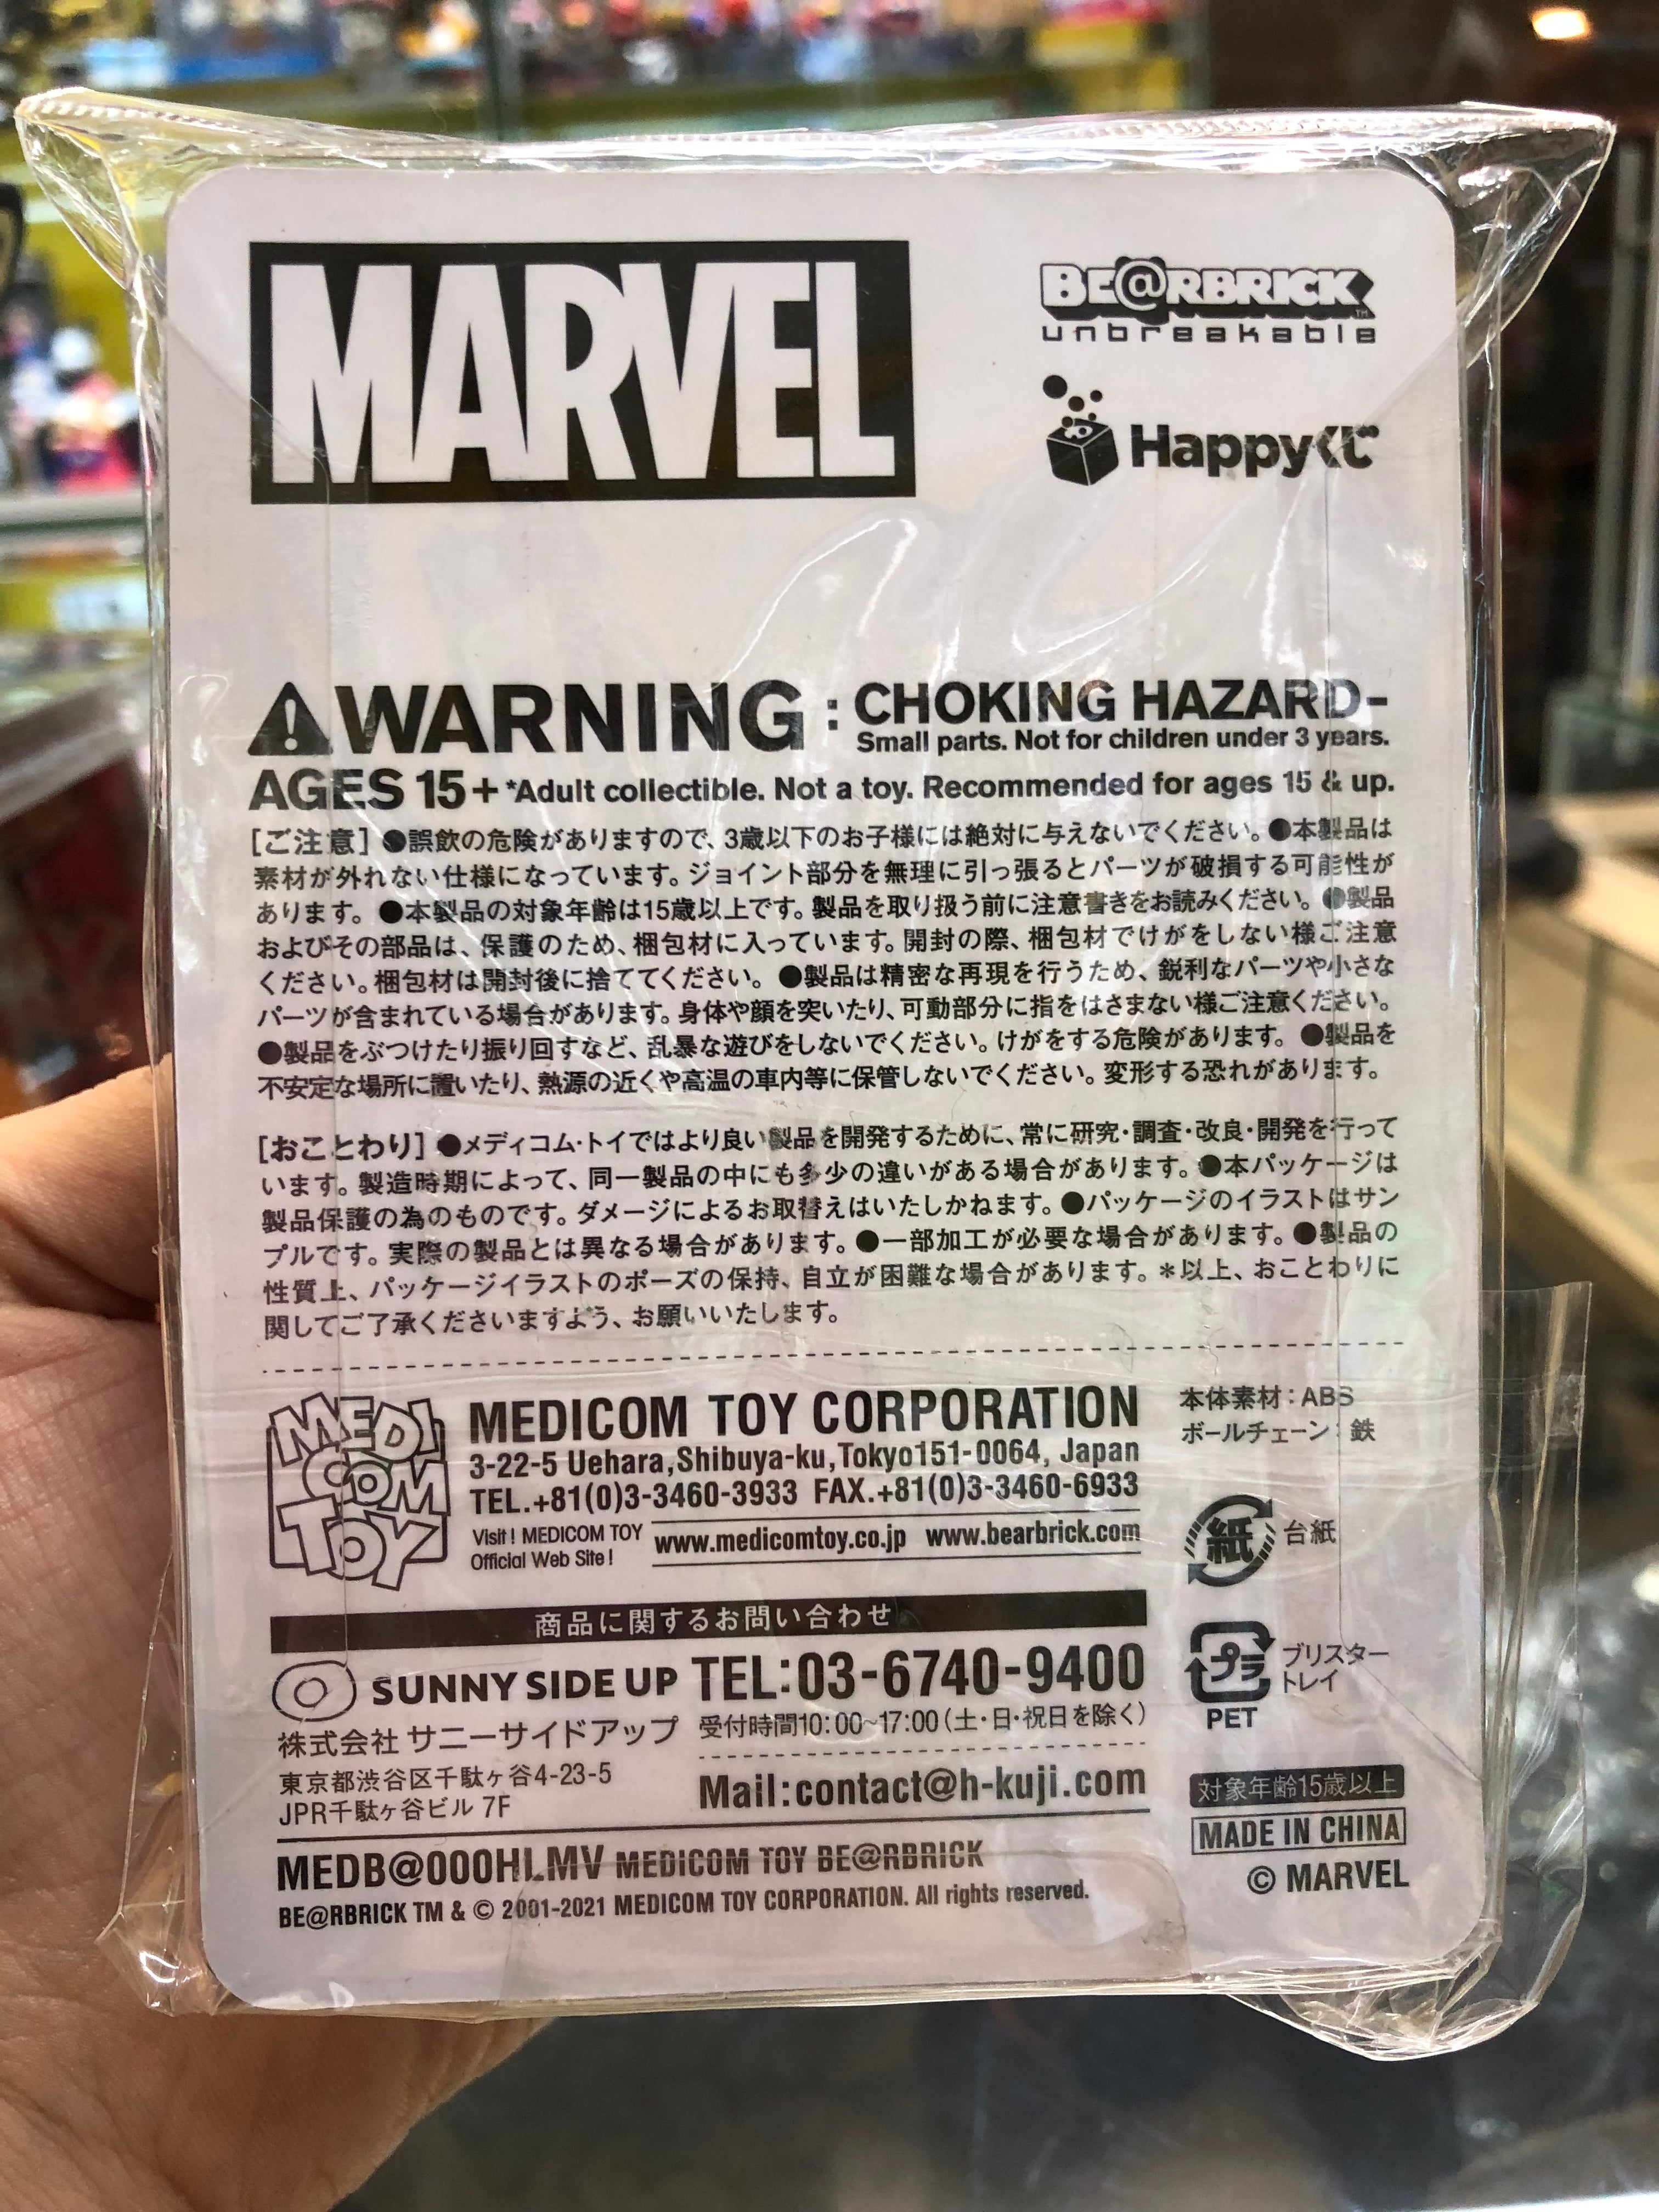 MARVEL
BE@RBRICK TM
unbreakable
Happyくじ
WARNING : CHOKING HAZARD-
Small parts. Not for children under 3 years.
AGES 15+ *Adult collectible. Not a toy. Recommended for ages 15 & up.
[ご注意] ●誤飲の危険がありますので、3歳以下のお子様には絶対に与えないでください。●本製品は
素材が外れない仕様になっています。ジョイント部分を無理に引っ張るとパーツが破損する可能性が
あります。●本製品の対象年齢は15歳以上です。製品を取り扱う前に注意書きをお読みください。●製品
およびその部品は、保護のため、梱包材に入っています。開封の際、梱包材でけがをしない様ご注意
ください。梱包材は開封後に捨ててください。●製品は精密な再現を行うため、鋭利なパーツや小さな
パーツが含まれている場合があります。身体や顔を突いたり、可動部分に指をはさまない様ご注意ください。
●製品をぶつけたり振り回すなど、乱暴な遊びをしないでください。けがをする危険があります。●製品を
不安定な場所に置いたり、熱源の近くや高温の車内等に保管しないでください。変形する恐れがあります。
[おことわり] ●メディコム・トイではより良い製品を開発するために、常に研究・調査・改良・開発を行って
います。製造時期によって、同一製品の中にも多少の違いがある場合があります。●本パッケージは
製品保護の為のものです。ダメージによるお取替えはいたしかねます。●パッケージのイラストはサン
プルです。実際の製品とは異なる場合があります。●一部加工が必要な場合があります。●製品の
性質上、パッケージイラストのポーズの保持、自立が困難な場合があります。＊以上、おことわりに
関してご了承くださいますよう、お願いいたします。
MEDI
COM
TOY
MEDICOM TOY CORPORATION
3-22-5 Uehara,Shibuya-ku,Tokyo151-0064, Japan
TEL.+81(0)3-3460-3933 FAX.+81(0)3-3460-6933
Visit! MEDICOM TOY
Official Web Site!
www.medicomtoy.co.jp www.bearbrick.com
本体素材：ABS
ボールチェーン：鉄
紙 台紙
プラ ブリスター
トレイ
PET
商品に関するお問い合わせ
SUNNY SIDE UP TEL:03-6740-9400
株式会社 サニーサイドアップ 受付時間10:00~17:00（土・日・祝日を除く）
東京都渋谷区千駄ヶ谷4-23-5
JPR千駄ヶ谷ビル 7F
Mail:contact@h-kuji.com
対象年齢15歳以上
MADE IN CHINA
© MARVEL
MEDB@000HLMV MEDICOM TOY BE@RBRICK
BE@RBRICK TM & © 2001-2021 MEDICOM TOY CORPORATION. All rights reserved.